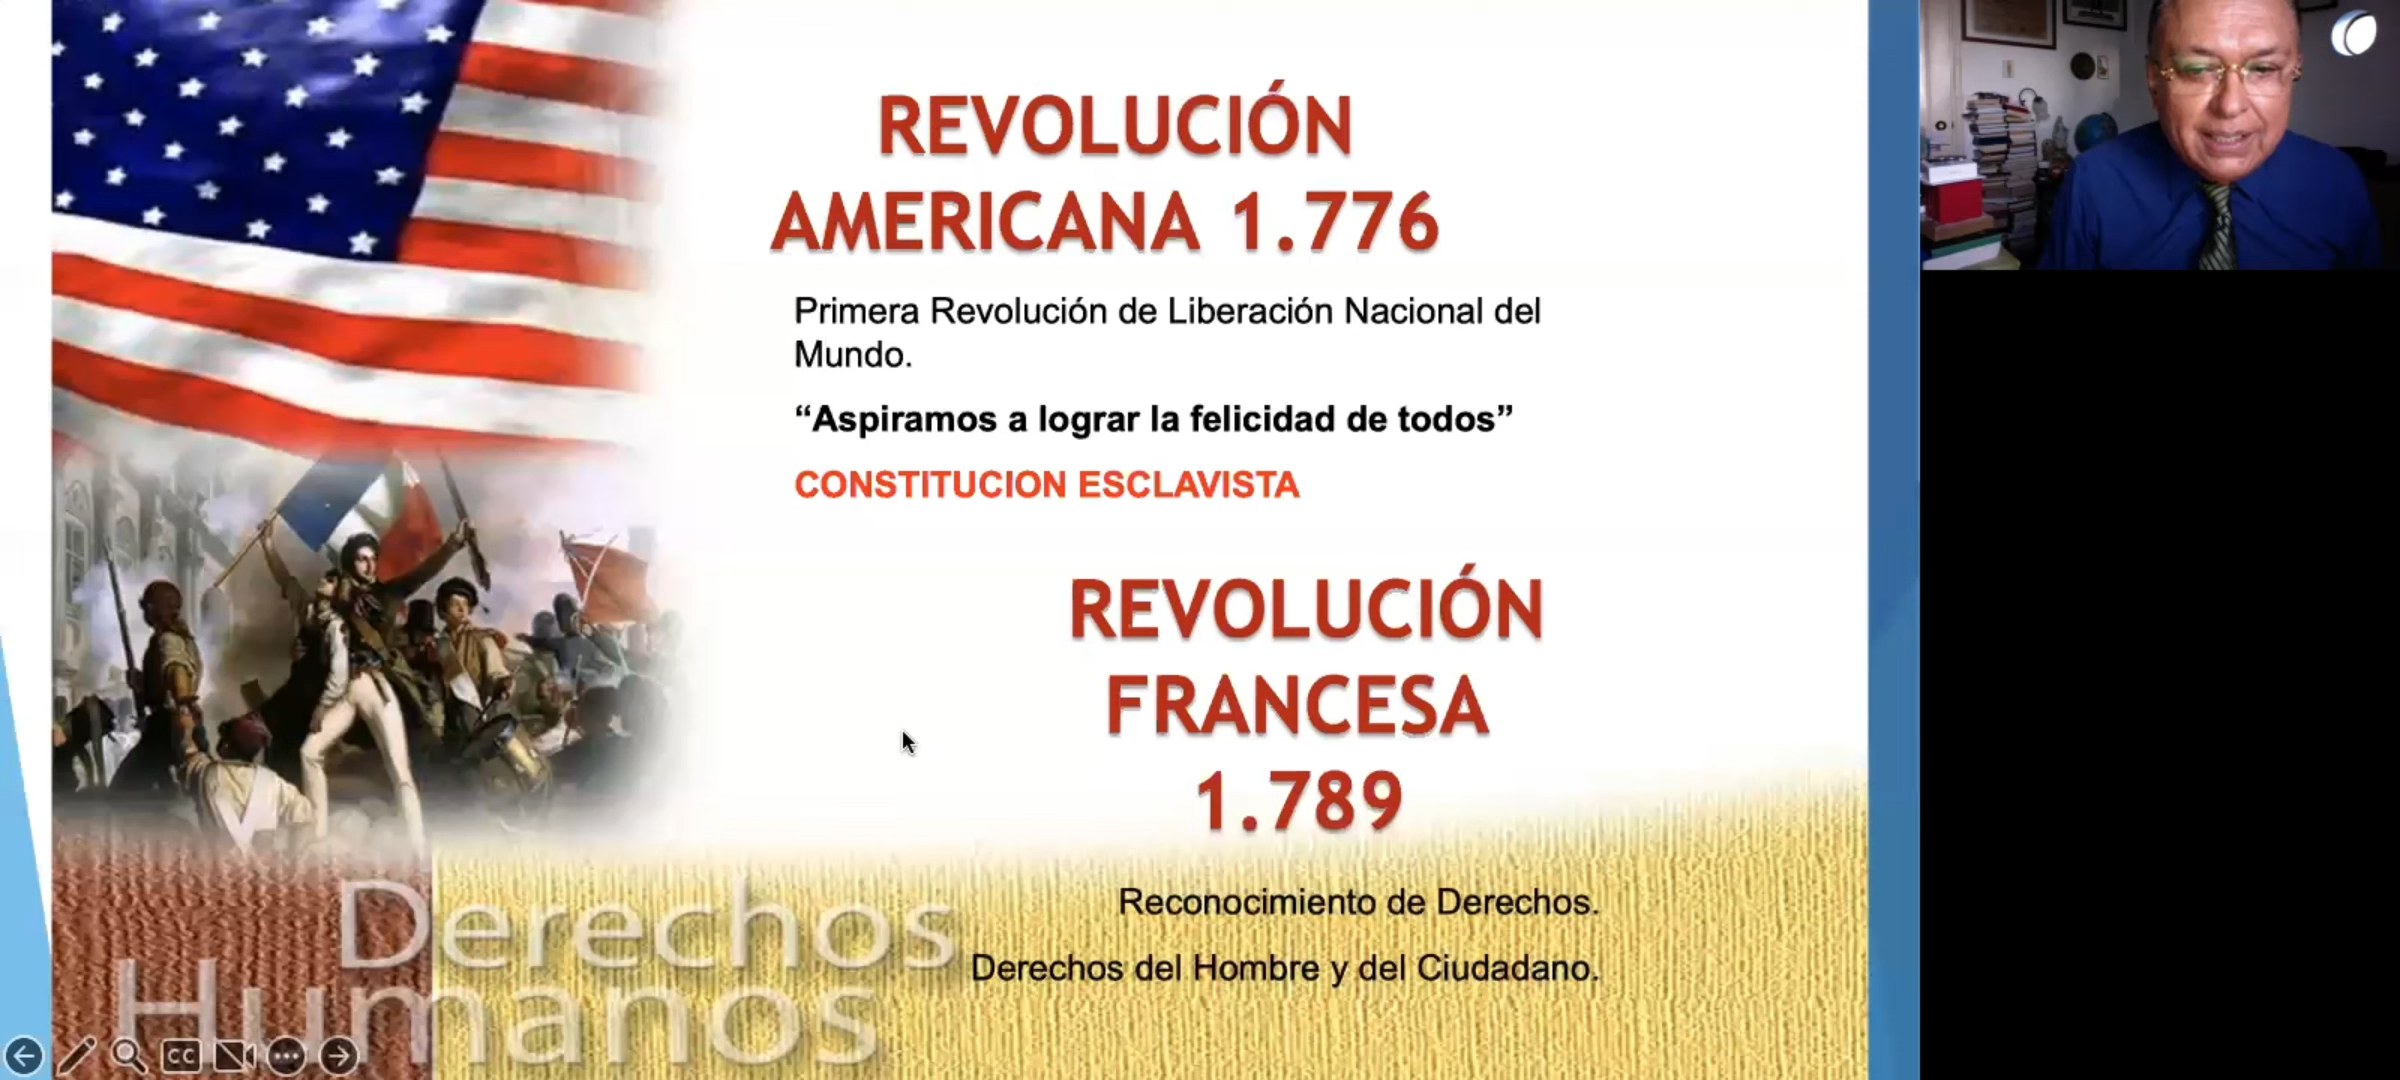 REVOLUCIÓN
AMERICANA 1.776
Primera Revolución de Liberación Nacional del
Mundo.
“Aspiramos a lograr la felicidad de todos”
CONSTITUCION ESCLAVISTA
REVOLUCIÓN
FRANCESA
1.789
Reconocimiento de Derechos.
Derechos del Hombre y del Ciudadano.
Derechos
Humanos
CC